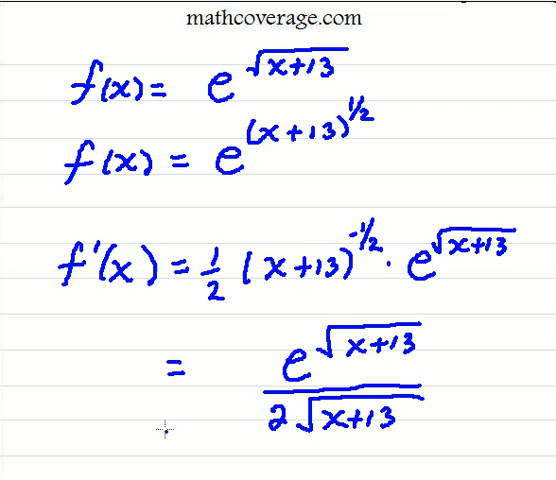 mathcoverage.com
f(x) = e^√(x+13)
f(x) = e^(x+13)^1/2
f'(x) = 1/2 (x+13)^-1/2 · e^√(x+13)
= e^√(x+13) / 2√(x+13)